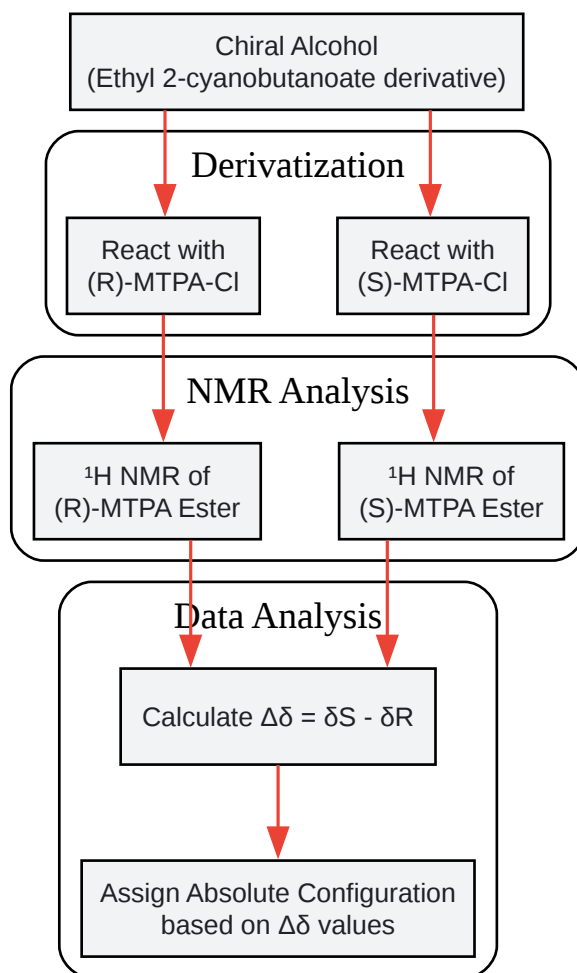 Chiral Alcohol
(Ethyl 2-cyanobutanoate derivative)
Derivatization
React with
(R)-MTPA-Cl
React with
(S)-MTPA-Cl
NMR Analysis
¹H NMR of
(R)-MTPA Ester
¹H NMR of
(S)-MTPA Ester
Data Analysis
Calculate Δδ = δS - δR
Assign Absolute Configuration
based on Δδ values